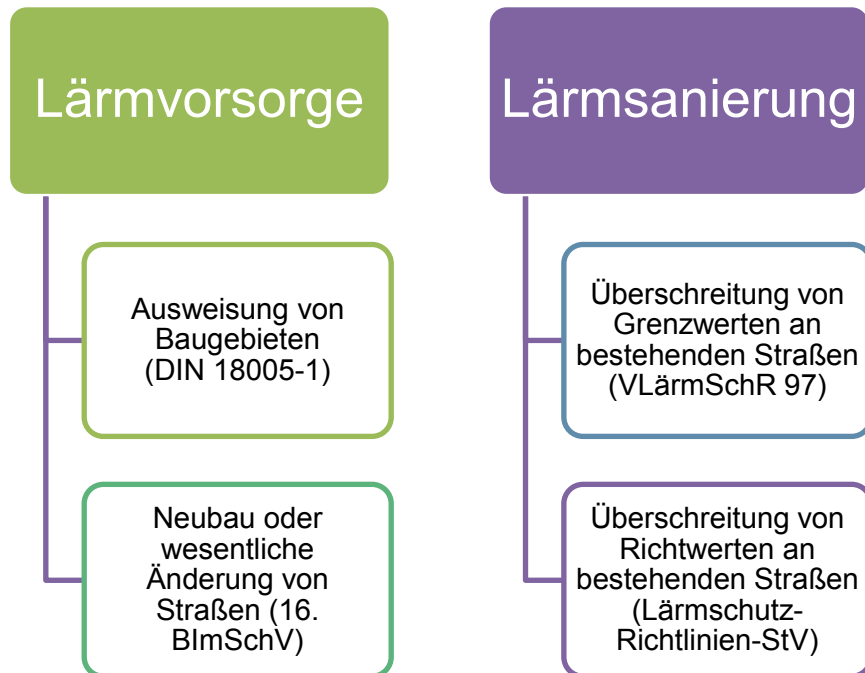 Lärmvorsorge
Ausweisung von
Baugebieten
(DIN 18005-1)
Neubau oder
wesentliche
Änderung von
Straßen (16.
BImSchV)
Lärmsanierung
Überschreitung von
Grenzwerten an
bestehenden Straßen
(VLärmSchR 97)
Überschreitung von
Richtwerten an
bestehenden Straßen
(Lärmschutz-
Richtlinien-StV)